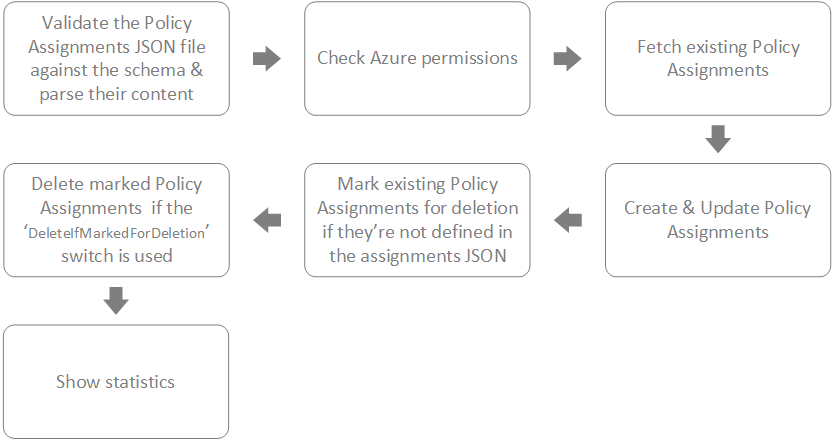 Validate the Policy
Assignments JSON file
against the schema &
parse their content
Check Azure permissions
Fetch existing Policy
Assignments
Create & Update Policy
Assignments
Mark existing Policy
Assignments for deletion
if they're not defined in
the assignments JSON
Delete marked Policy
Assignments  if the
‘DeleteIfMarkedForDeletion’
switch is used
Show statistics